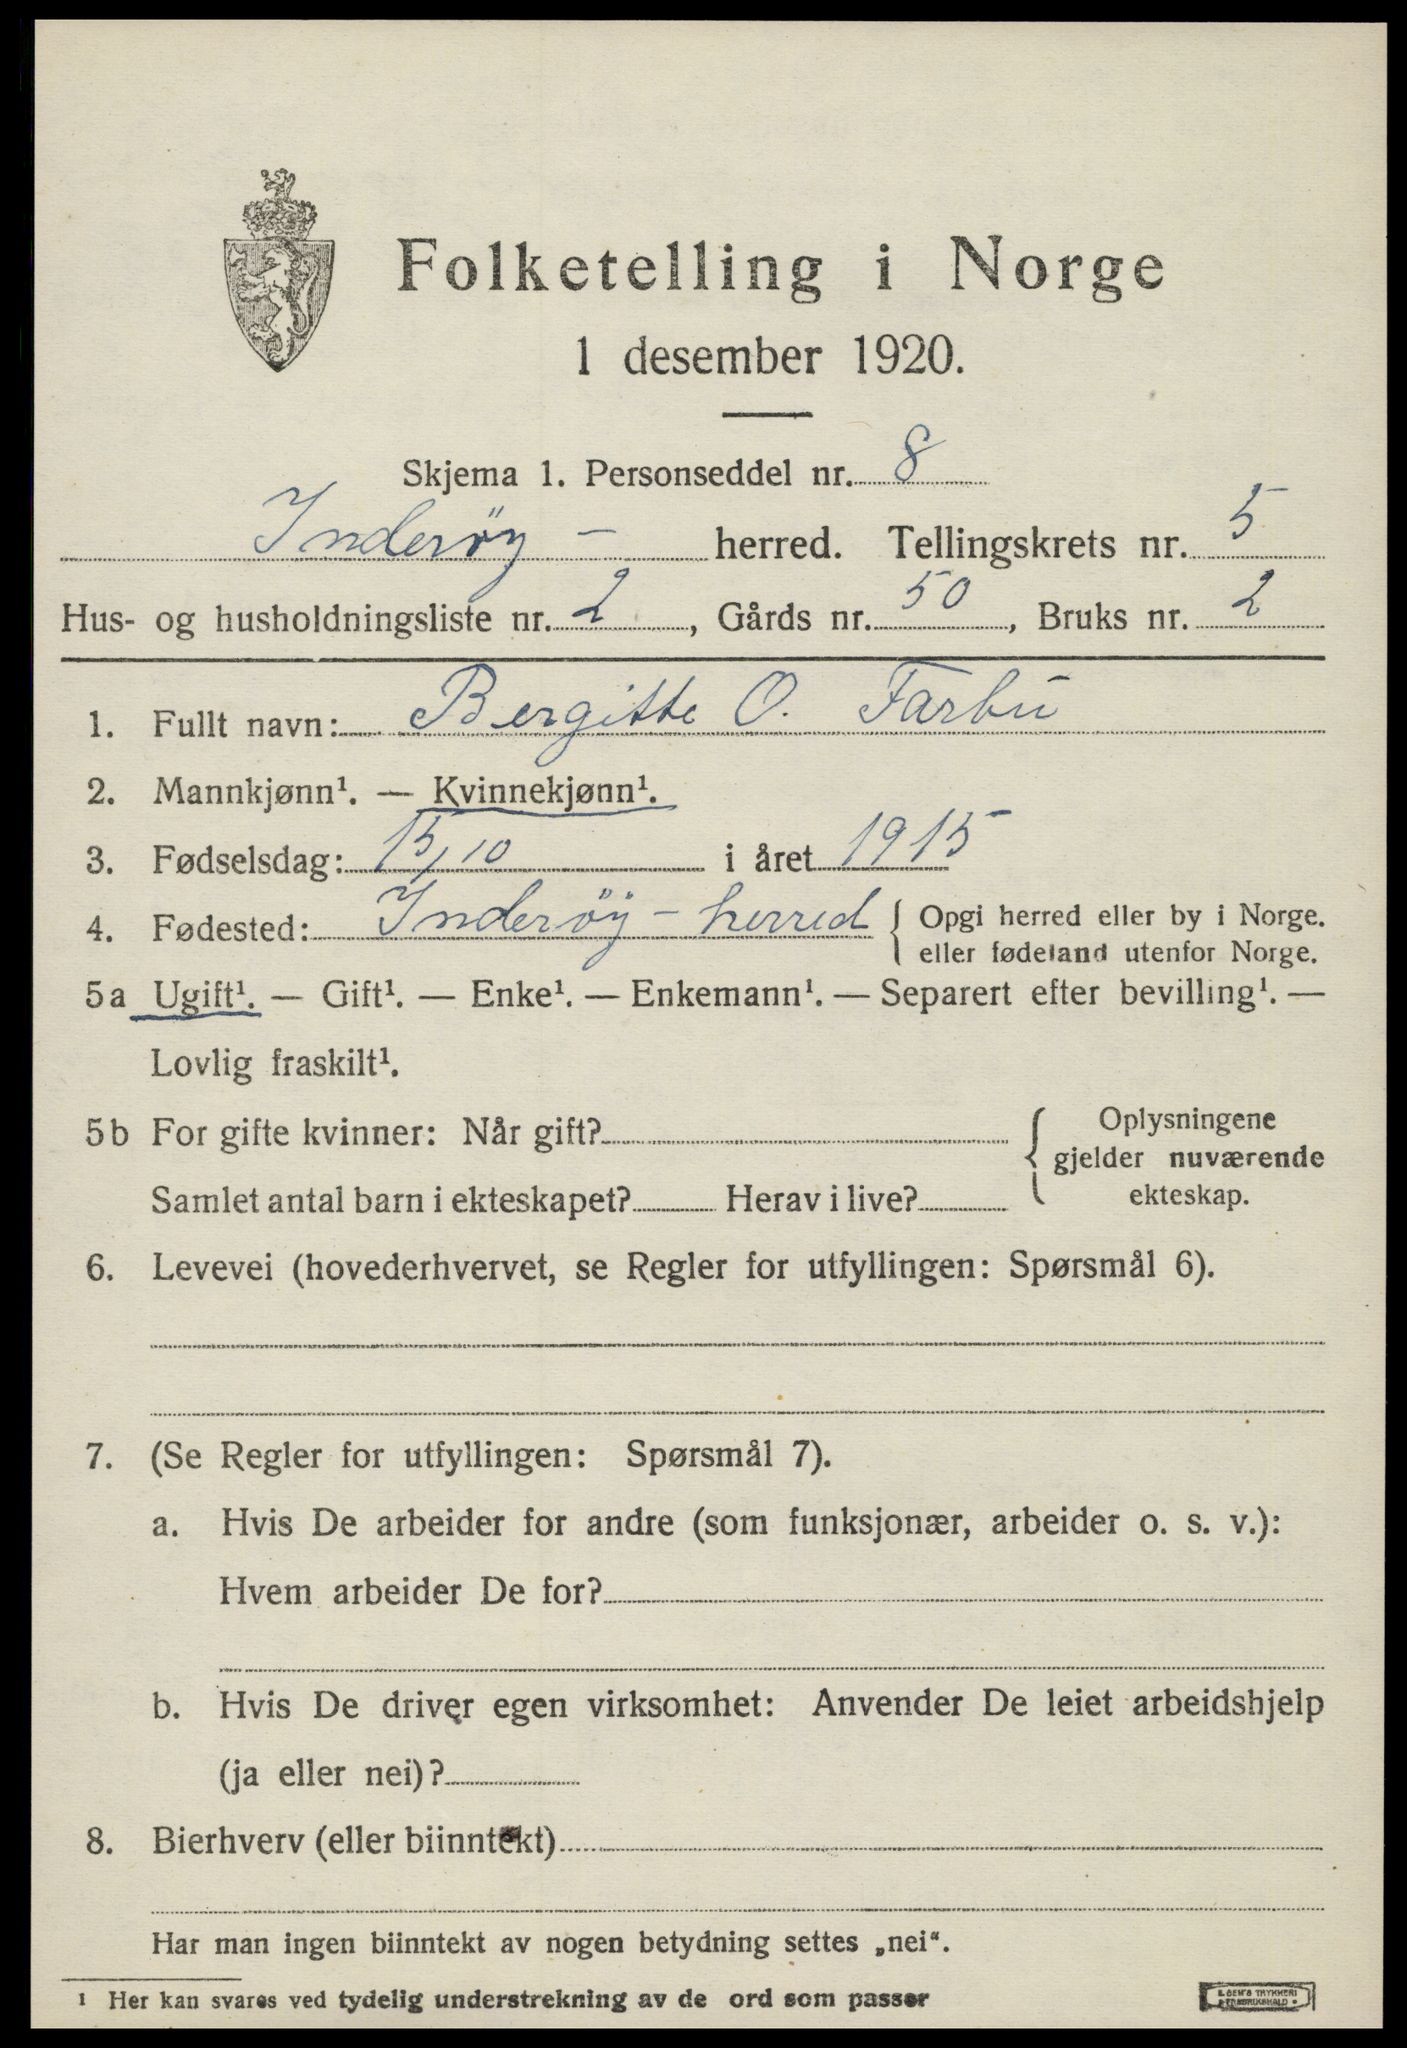 Folketelling i Norge
1 desember 1920.
Skjema 1. Personseddel nr. 8
Inderöy - herred. Tellingskrets nr. 5
Hus- og husholdningsliste nr. 2, Gårds nr. 50, Bruks nr. 2
1. Fullt navn: Bergitte O. Farbu
2. Mannkjønn¹. — Kvinnekjønn¹.
3. Fødselsdag: 15/10 i året 1915
4. Fødested: Inderöy - herred { Opgi herred eller by i Norge.
eller fødeland utenfor Norge.
5a Ugift¹. — Gift¹. — Enke¹. — Enkemann¹. — Separert efter bevilling¹. —
Lovlig fraskilt¹.
5b For gifte kvinner: Når gift? { Oplysningene
gjelder nuværende
Samlet antal barn i ekteskapet? Herav i live? ekteskap.
6. Levevei (hovederhvervet, se Regler for utfyllingen: Spørsmål 6).
7. (Se Regler for utfyllingen: Spørsmål 7).
a. Hvis De arbeider for andre (som funksjonær, arbeider o. s. v.):
Hvem arbeider De for?
b. Hvis De driver egen virksomhet: Anvender De leiet arbeidshjelp
(ja eller nei)?
8. Bierhverv (eller biinntekt)
Har man ingen biinntekt av nogen betydning settes „nei“.
¹ Her kan svares ved tydelig understrekning av de ord som passer